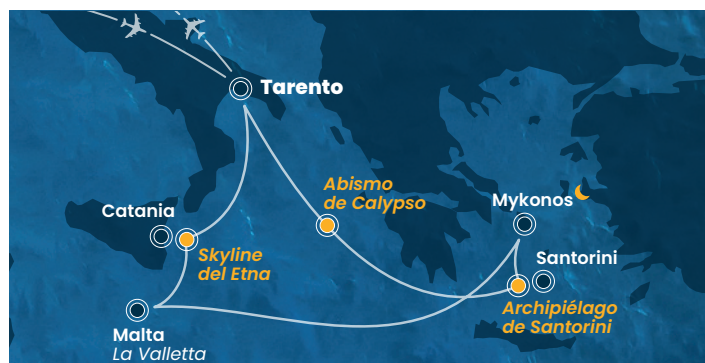 Tarento
Abismo
de Calypso
Mykonos
Catania
Skyline
del Etna
Santorini
Archipiélago
de Santorini
Malta
La Valletta